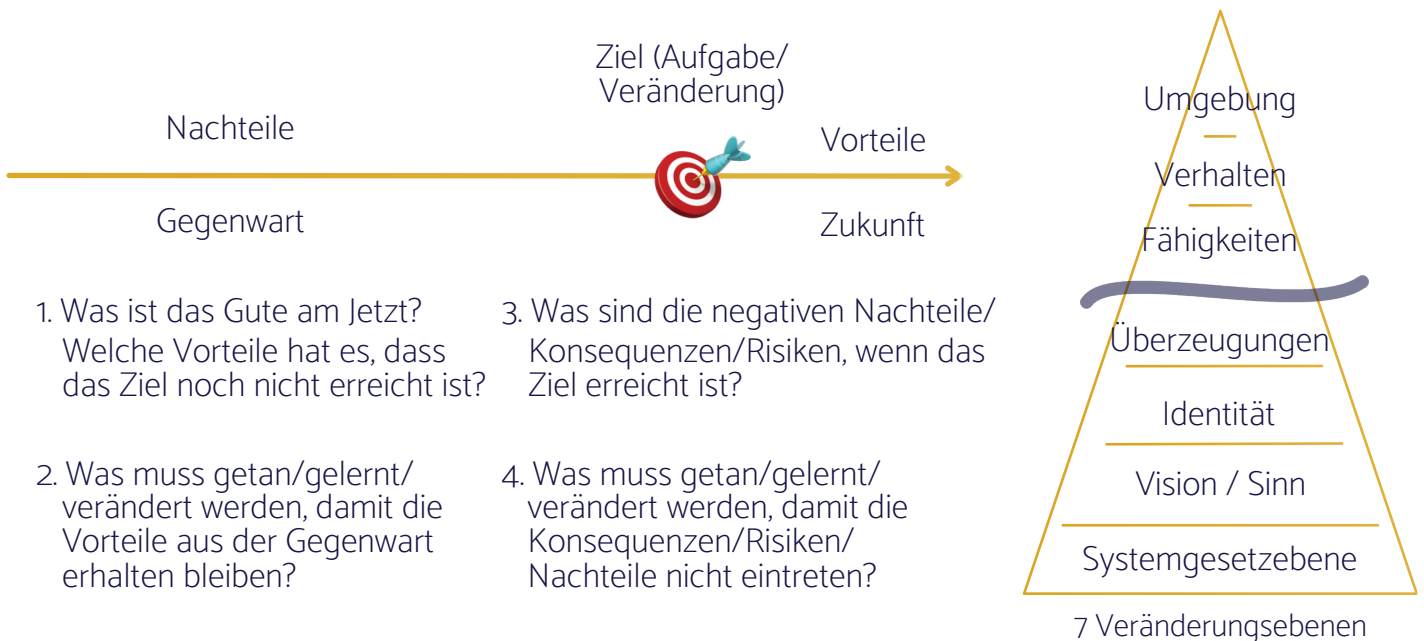 Ziel (Aufgabe/
Veränderung)
Nachteile
Vorteile
Gegenwart
Zukunft
1. Was ist das Gute am Jetzt?
Welche Vorteile hat es, dass
das Ziel noch nicht erreicht ist?
2. Was muss getan/gelernt/
verändert werden, damit die
Vorteile aus der Gegenwart
erhalten bleiben?
3. Was sind die negativen Nachteile/
Konsequenzen/Risiken, wenn das
Ziel erreicht ist?
4. Was muss getan/gelernt/
verändert werden, damit die
Konsequenzen/Risiken/
Nachteile nicht eintreten?
Umgebung
Verhalten
Fähigkeiten
Überzeugungen
Identität
Vision / Sinn
Systemgesetzebene
7 Veränderungsebenen